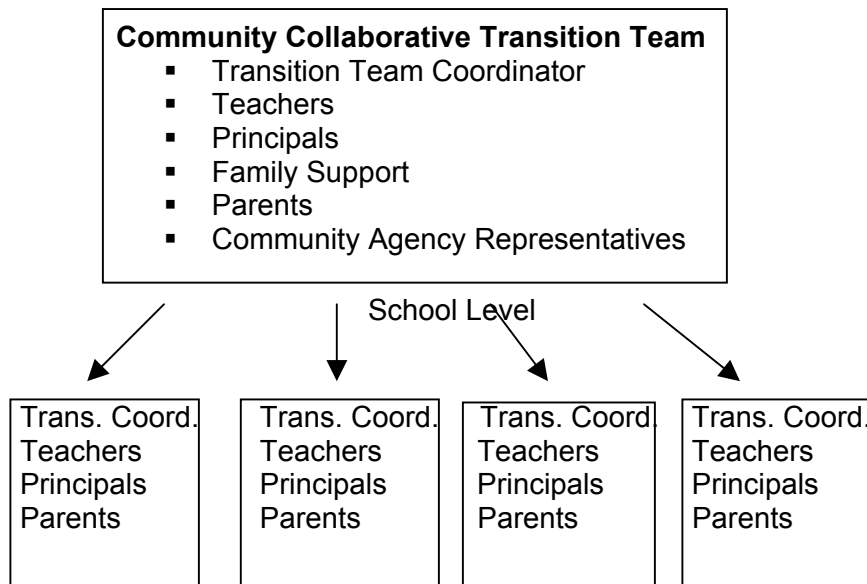 Community Collaborative Transition Team
▪ Transition Team Coordinator
▪ Teachers
▪ Principals
▪ Family Support
▪ Parents
▪ Community Agency Representatives
School Level
Trans. Coord.
Teachers
Principals
Parents
Trans. Coord.
Teachers
Principals
Parents
Trans. Coord.
Teachers
Principals
Parents
Trans. Coord.
Teachers
Principals
Parents